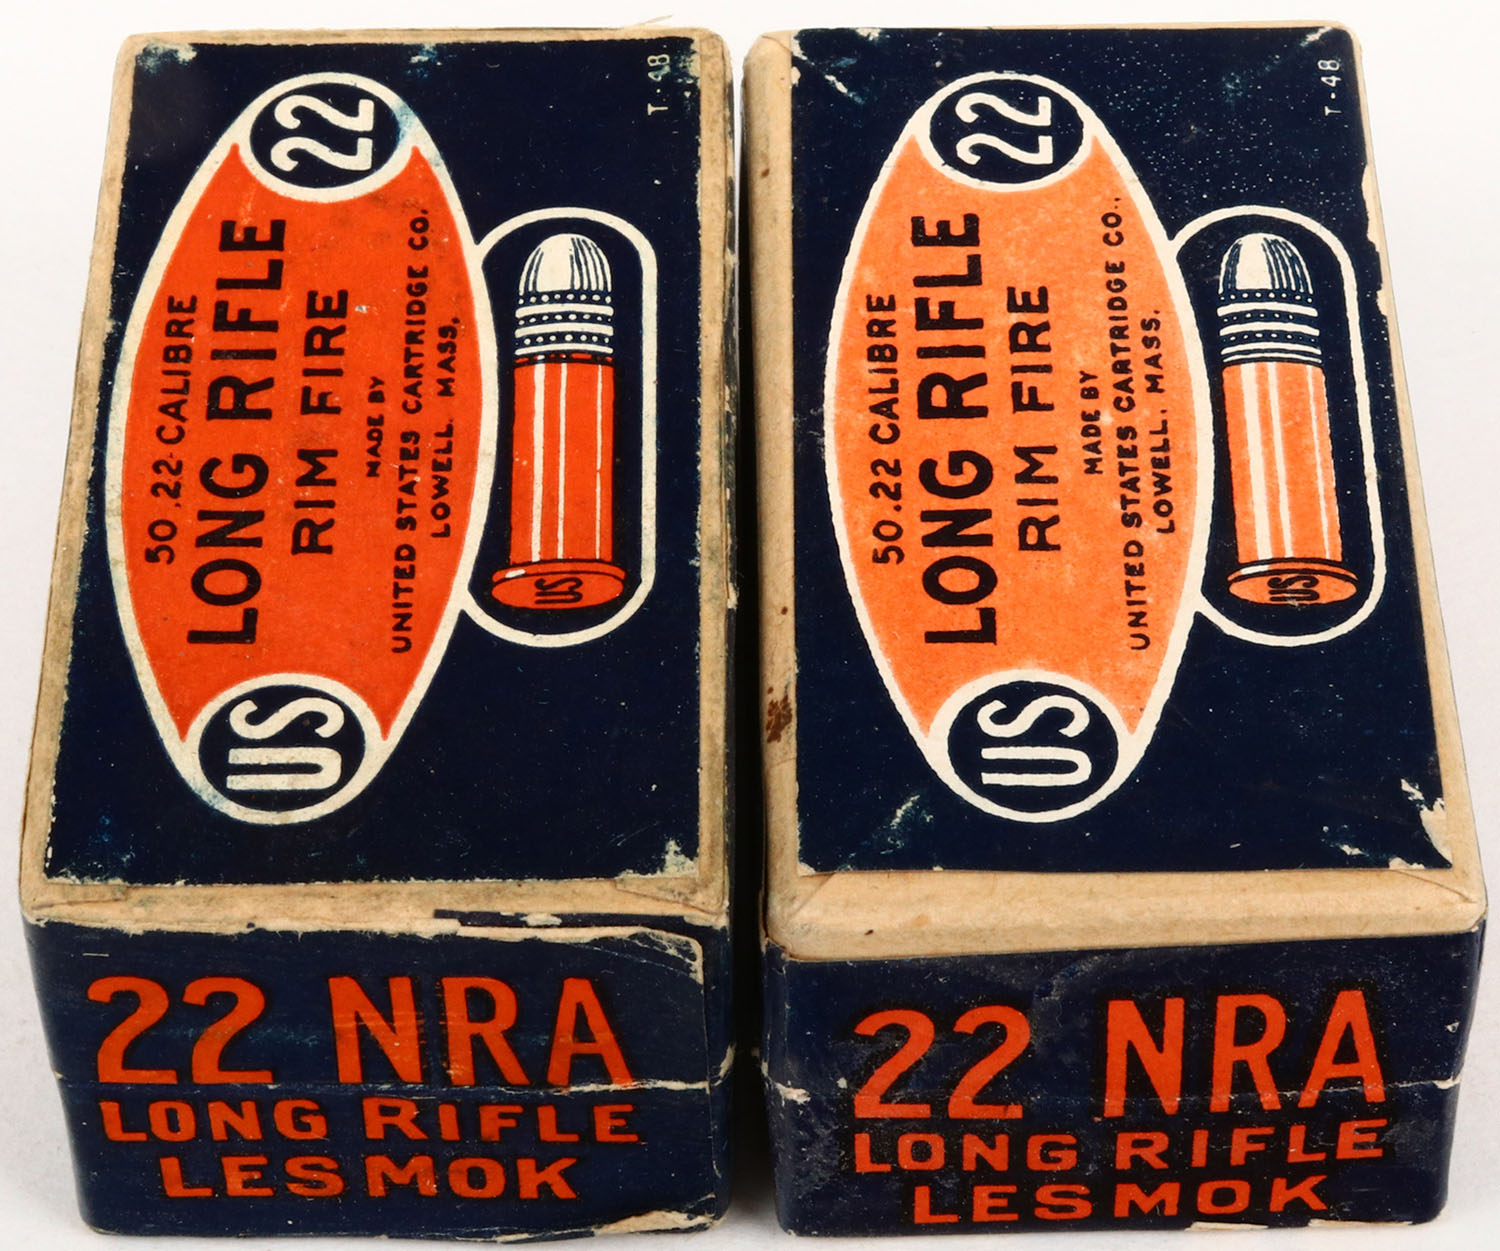 T-48
22
50 .22 CALIBRE
LONG RIFLE
RIM FIRE
MADE BY
UNITED STATES CARTRIDGE CO.
LOWELL, MASS.
US
US
22 NRA
LONG RIFLE
LESMOK
T-48
22
50 .22 CALIBRE
LONG RIFLE
RIM FIRE
MADE BY
UNITED STATES CARTRIDGE CO.,
LOWELL, MASS.
US
US
22 NRA
LONG RIFLE
LESMOK